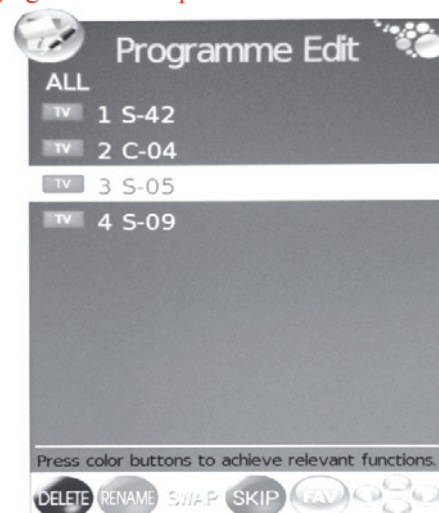 Programme Edit
ALL
TV 1 S-42
TV 2 C-04
TV 3 S-05
TV 4 S-09
Press color buttons to achieve relevant functions.
DELETE RENAME SWAP SKIP FAV